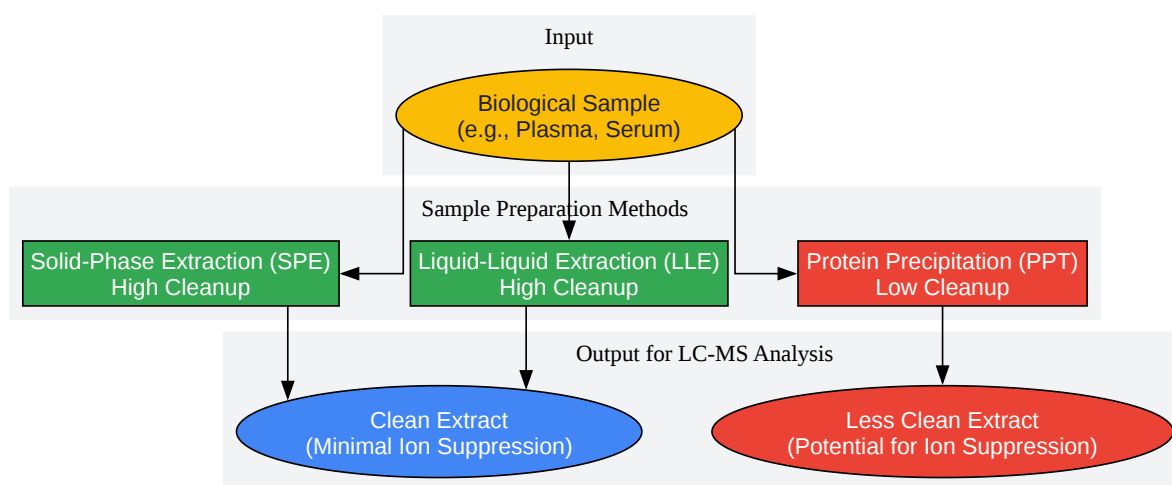 Input
Biological Sample
(e.g., Plasma, Serum)
Sample Preparation Methods
Solid-Phase Extraction (SPE)
High Cleanup
Liquid-Liquid Extraction (LLE)
High Cleanup
Protein Precipitation (PPT)
Low Cleanup
Output for LC-MS Analysis
Clean Extract
(Minimal Ion Suppression)
Less Clean Extract
(Potential for Ion Suppression)